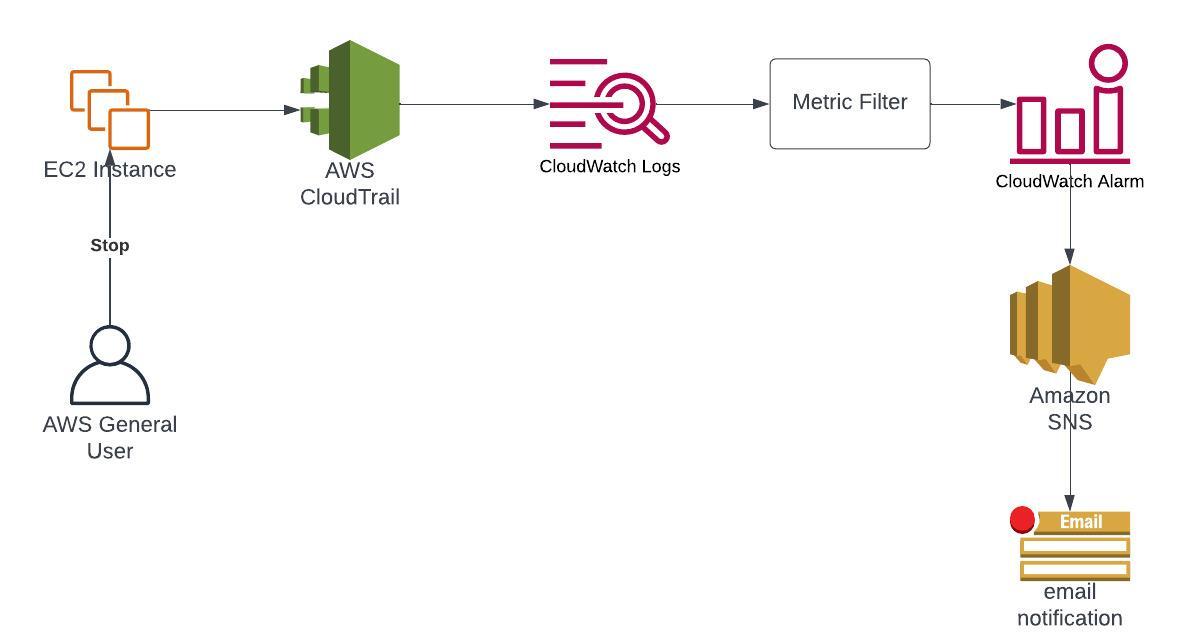 EC2 Instance
AWS
CloudTrail
CloudWatch Logs
Metric Filter
CloudWatch Alarm
Stop
AWS General
User
Amazon
SNS
Email
email
notification